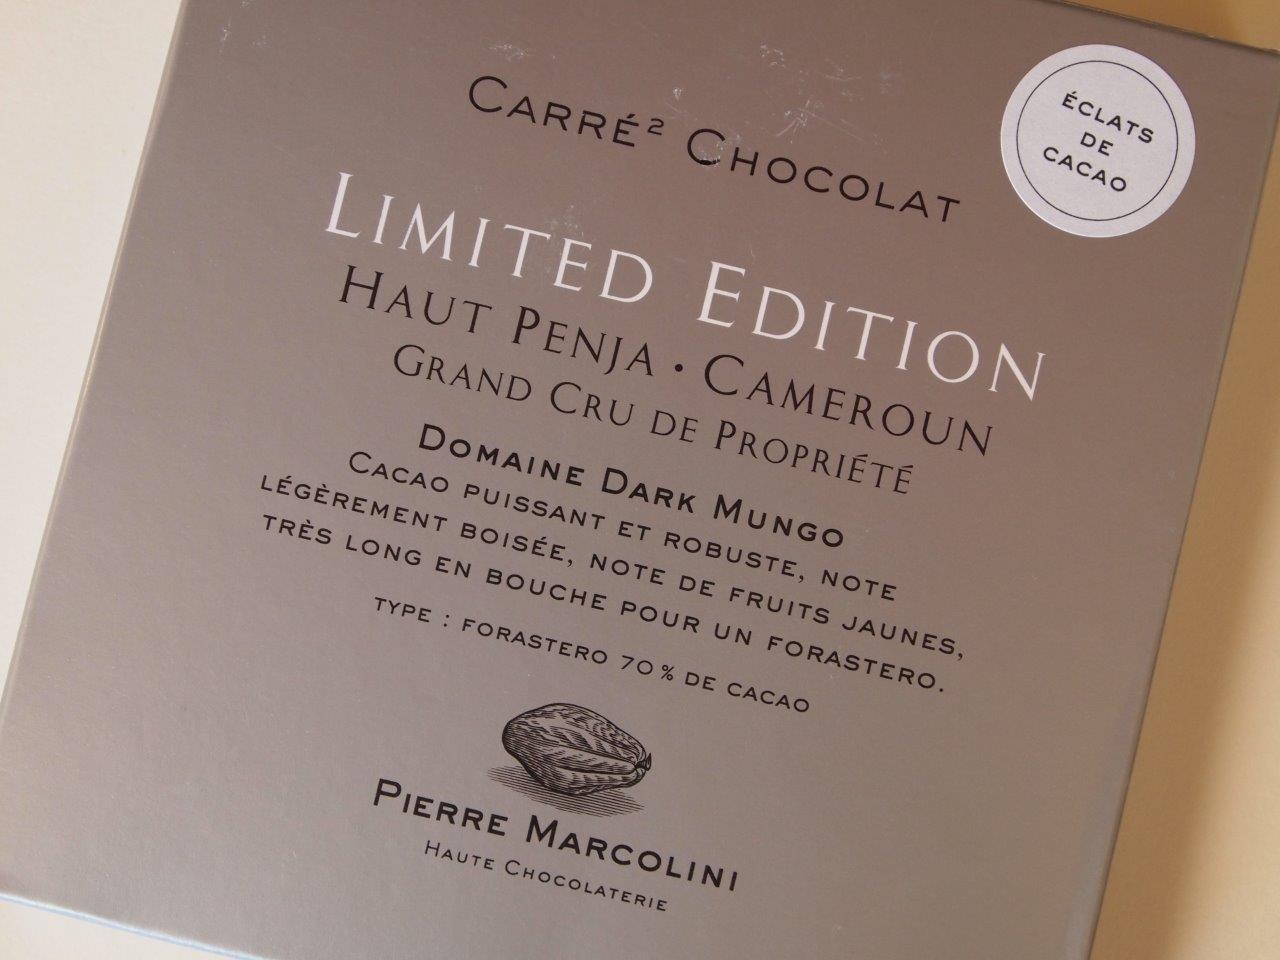 Carré² Chocolat
ÉCLATS
DE
CACAO
Limited Edition
Haut Penja • Cameroun
Grand Cru de Propriété
Domaine Dark Mungo
Cacao puissant et robuste, note
légèrement boisée, note de fruits jaunes,
très long en bouche pour un forastero.
type : forastero 70 % de cacao
Pierre Marcolini
Haute Chocolaterie